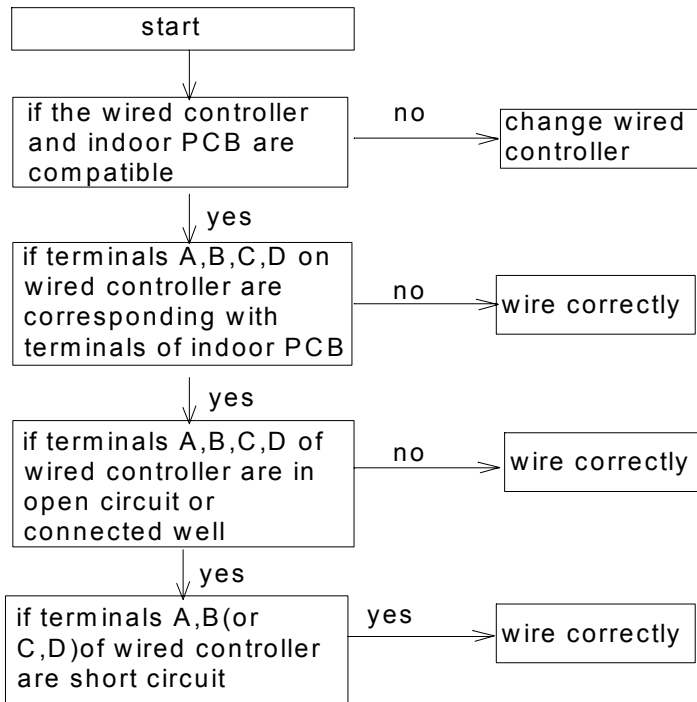 start
if the wired controller
and indoor PCB are
compatible
no
change wired
controller
yes
if terminals A,B,C,D on
wired controller are
corresponding with
terminals of indoor PCB
no
wire correctly
yes
if terminals A,B,C,D of
wired controller are in
open circuit or
connected well
no
wire correctly
yes
if terminals A,B(or
C,D)of wired controller
are short circuit
yes
wire correctly